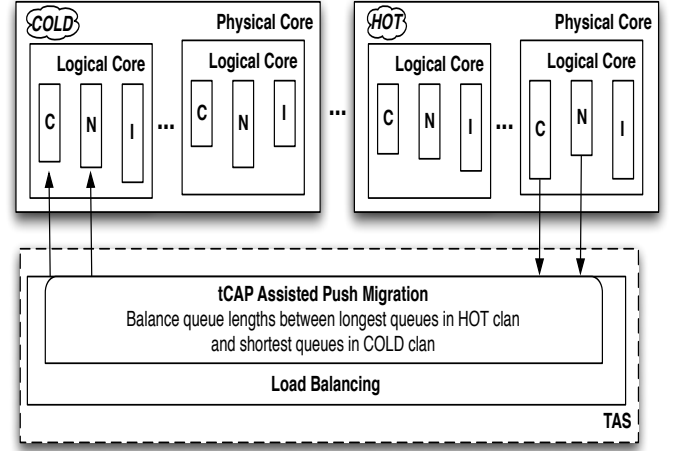 COLD
Physical Core
Logical Core
C
N
I
...
Logical Core
C
N
I
...
HOT
Physical Core
Logical Core
C
N
I
...
Logical Core
C
N
I
tCAP Assisted Push Migration
Balance queue lengths between longest queues in HOT clan
and shortest queues in COLD clan
Load Balancing
TAS